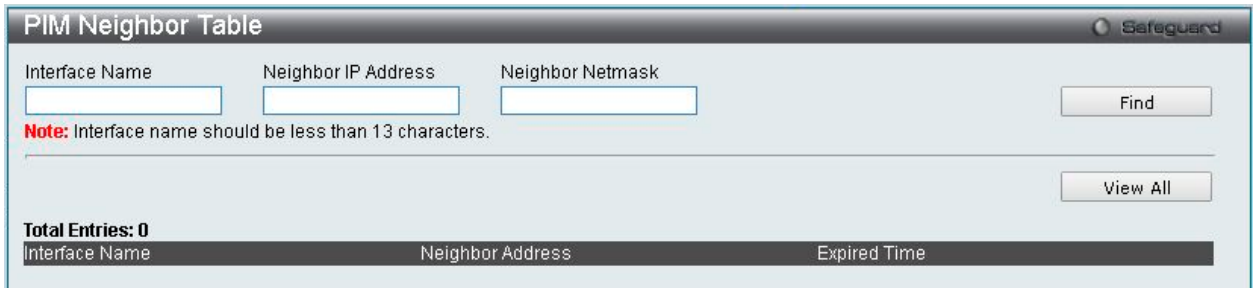 PIM Neighbor Table Safeguard
Interface Name Neighbor IP Address Neighbor Netmask
Find
Note: Interface name should be less than 13 characters.
View All
Total Entries: 0
Interface Name Neighbor Address Expired Time